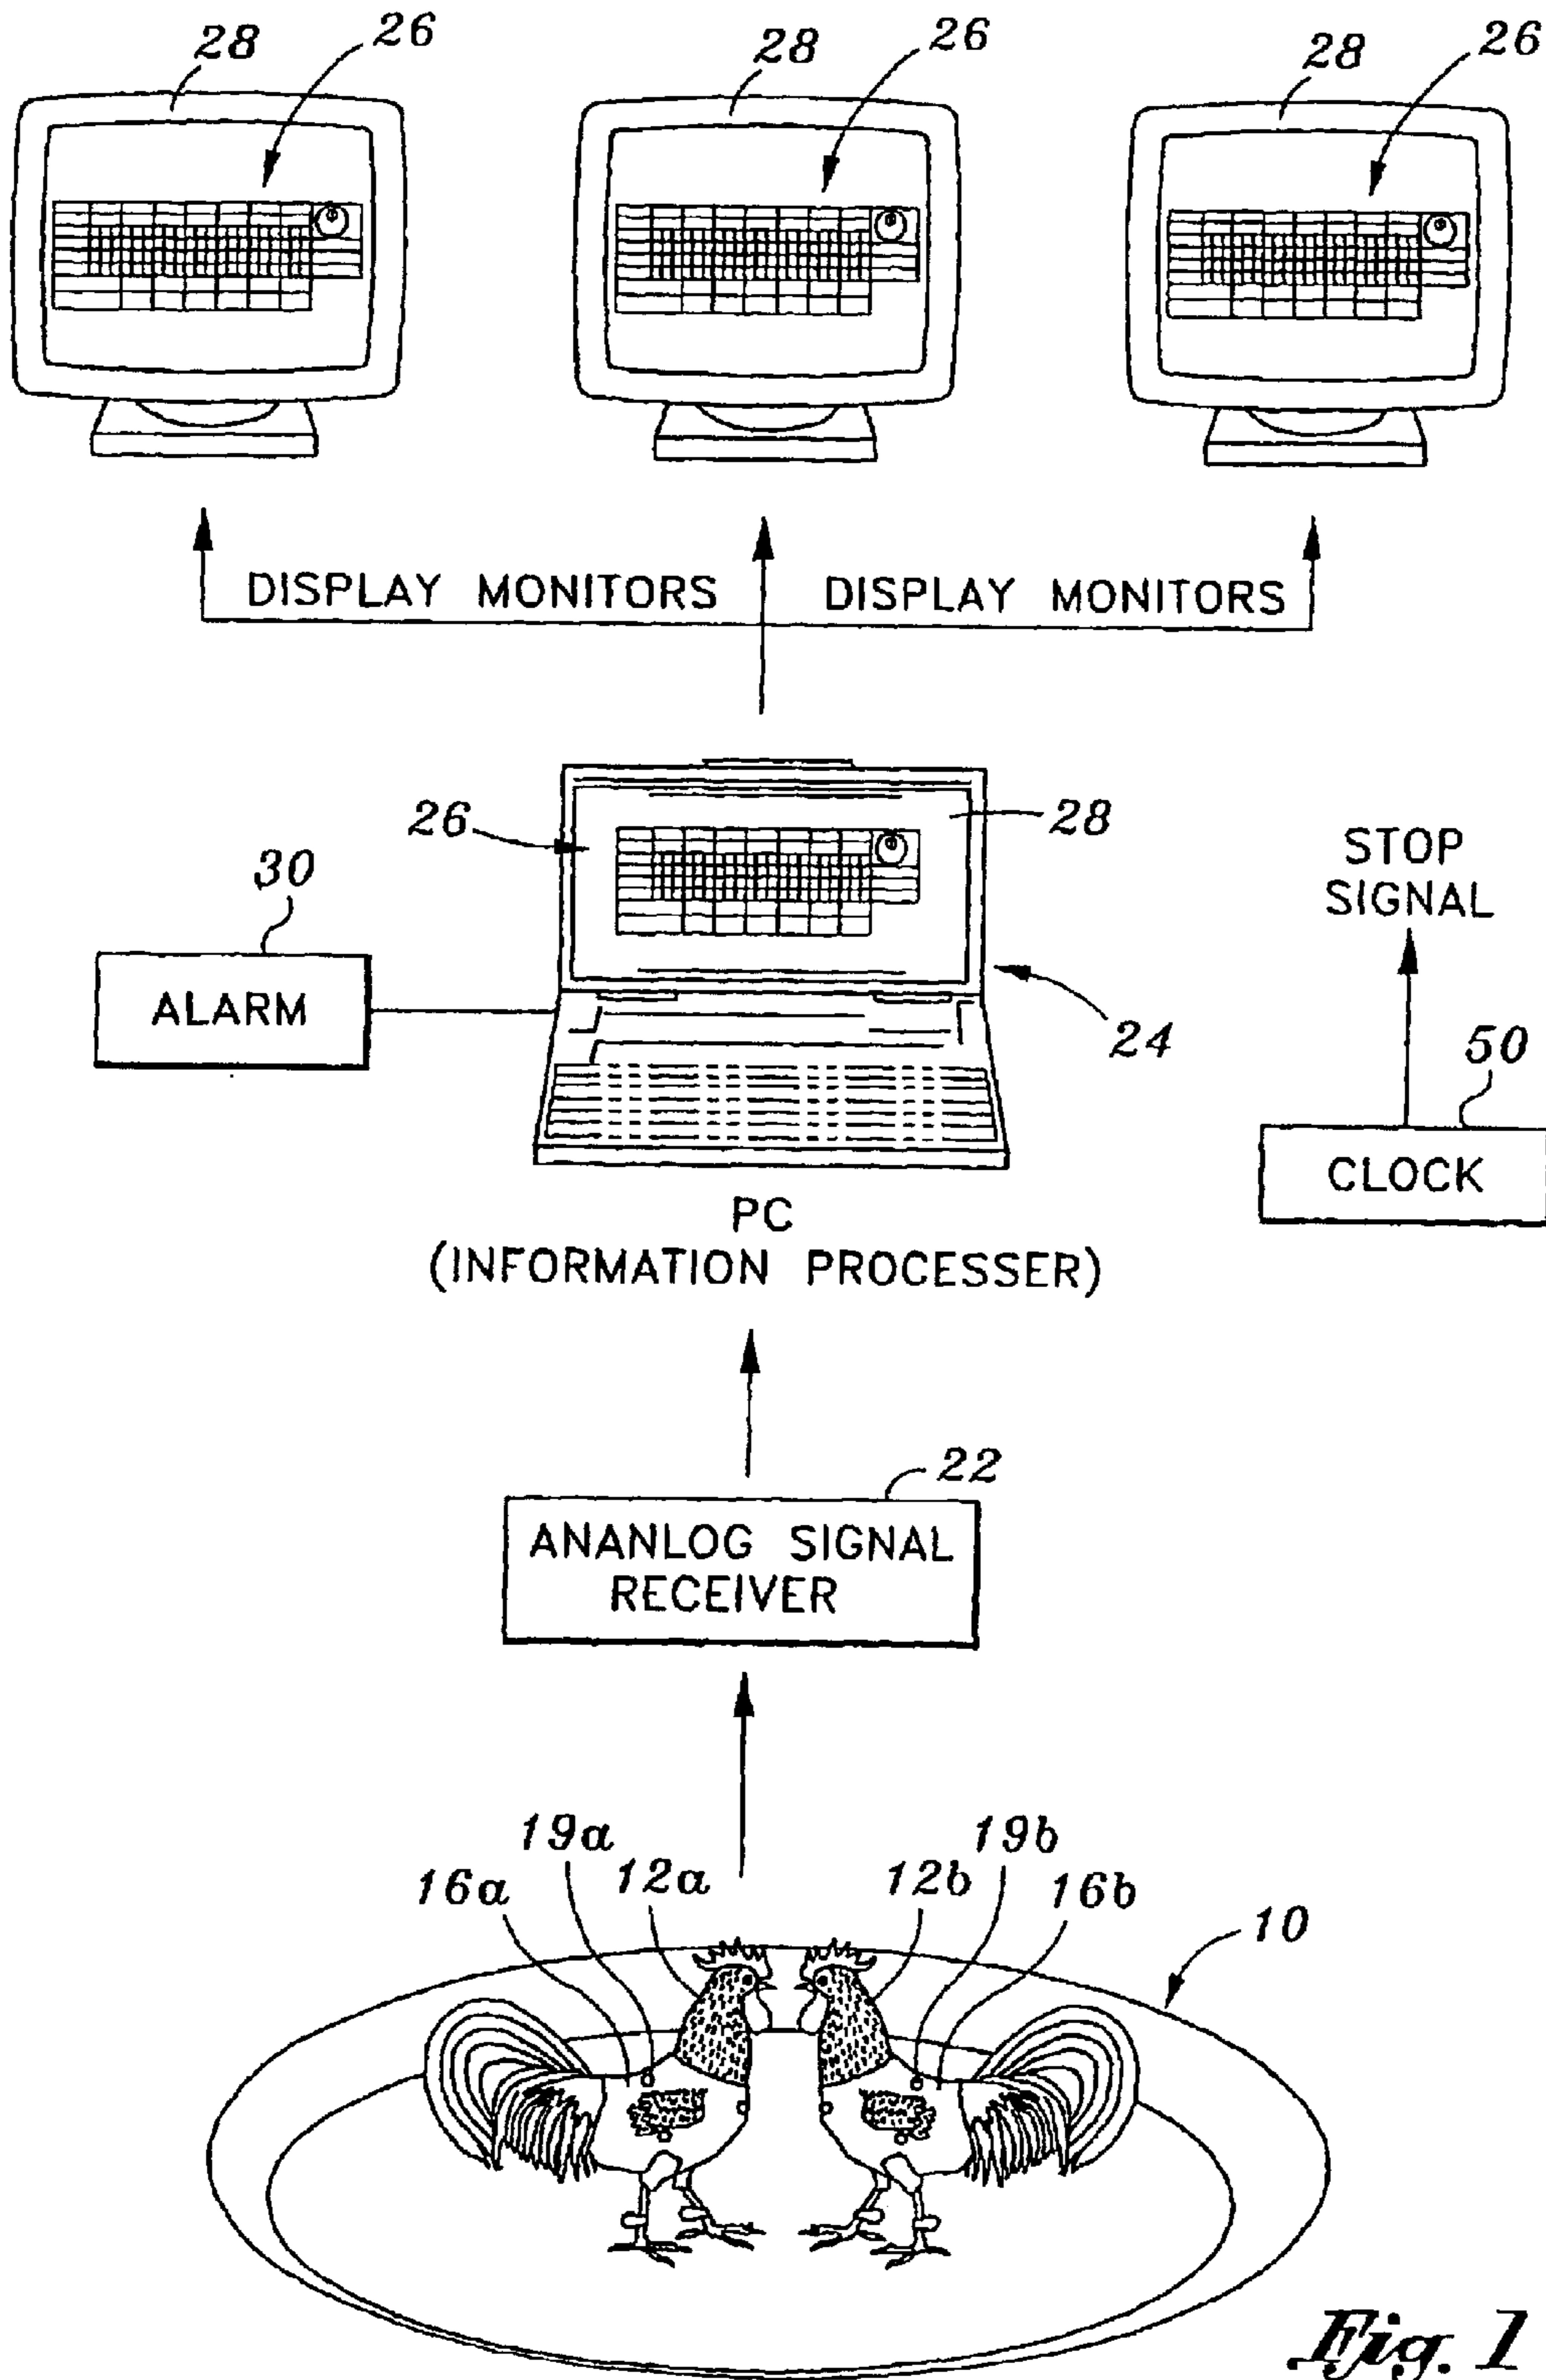 28 26 28 26 28 26
DISPLAY MONITORS DISPLAY MONITORS
26 28
30
ALARM
24
STOP
SIGNAL
50
CLOCK
PC
(INFORMATION PROCESSER)
22
ANANLOG SIGNAL
RECEIVER
19a 19b
16a 12a 12b 16b
10
Fig. 1